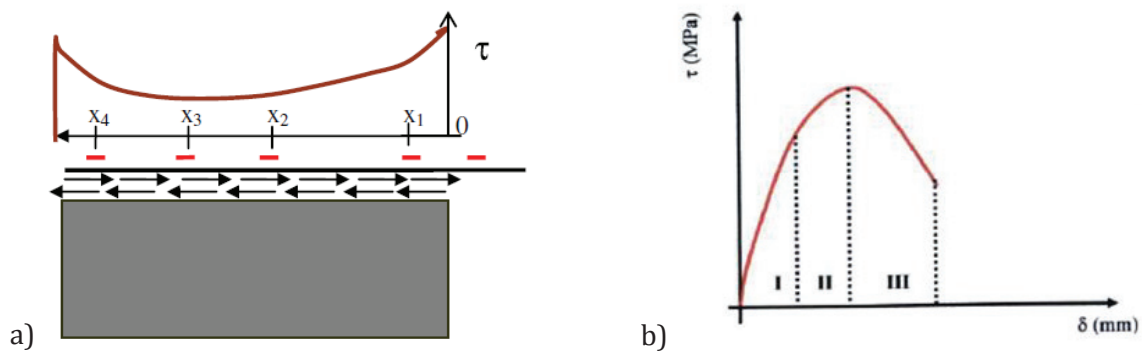 τ
x₄ x₃ x₂ x₁ 0
a)
τ (MPa)
I II III
δ (mm)
b)